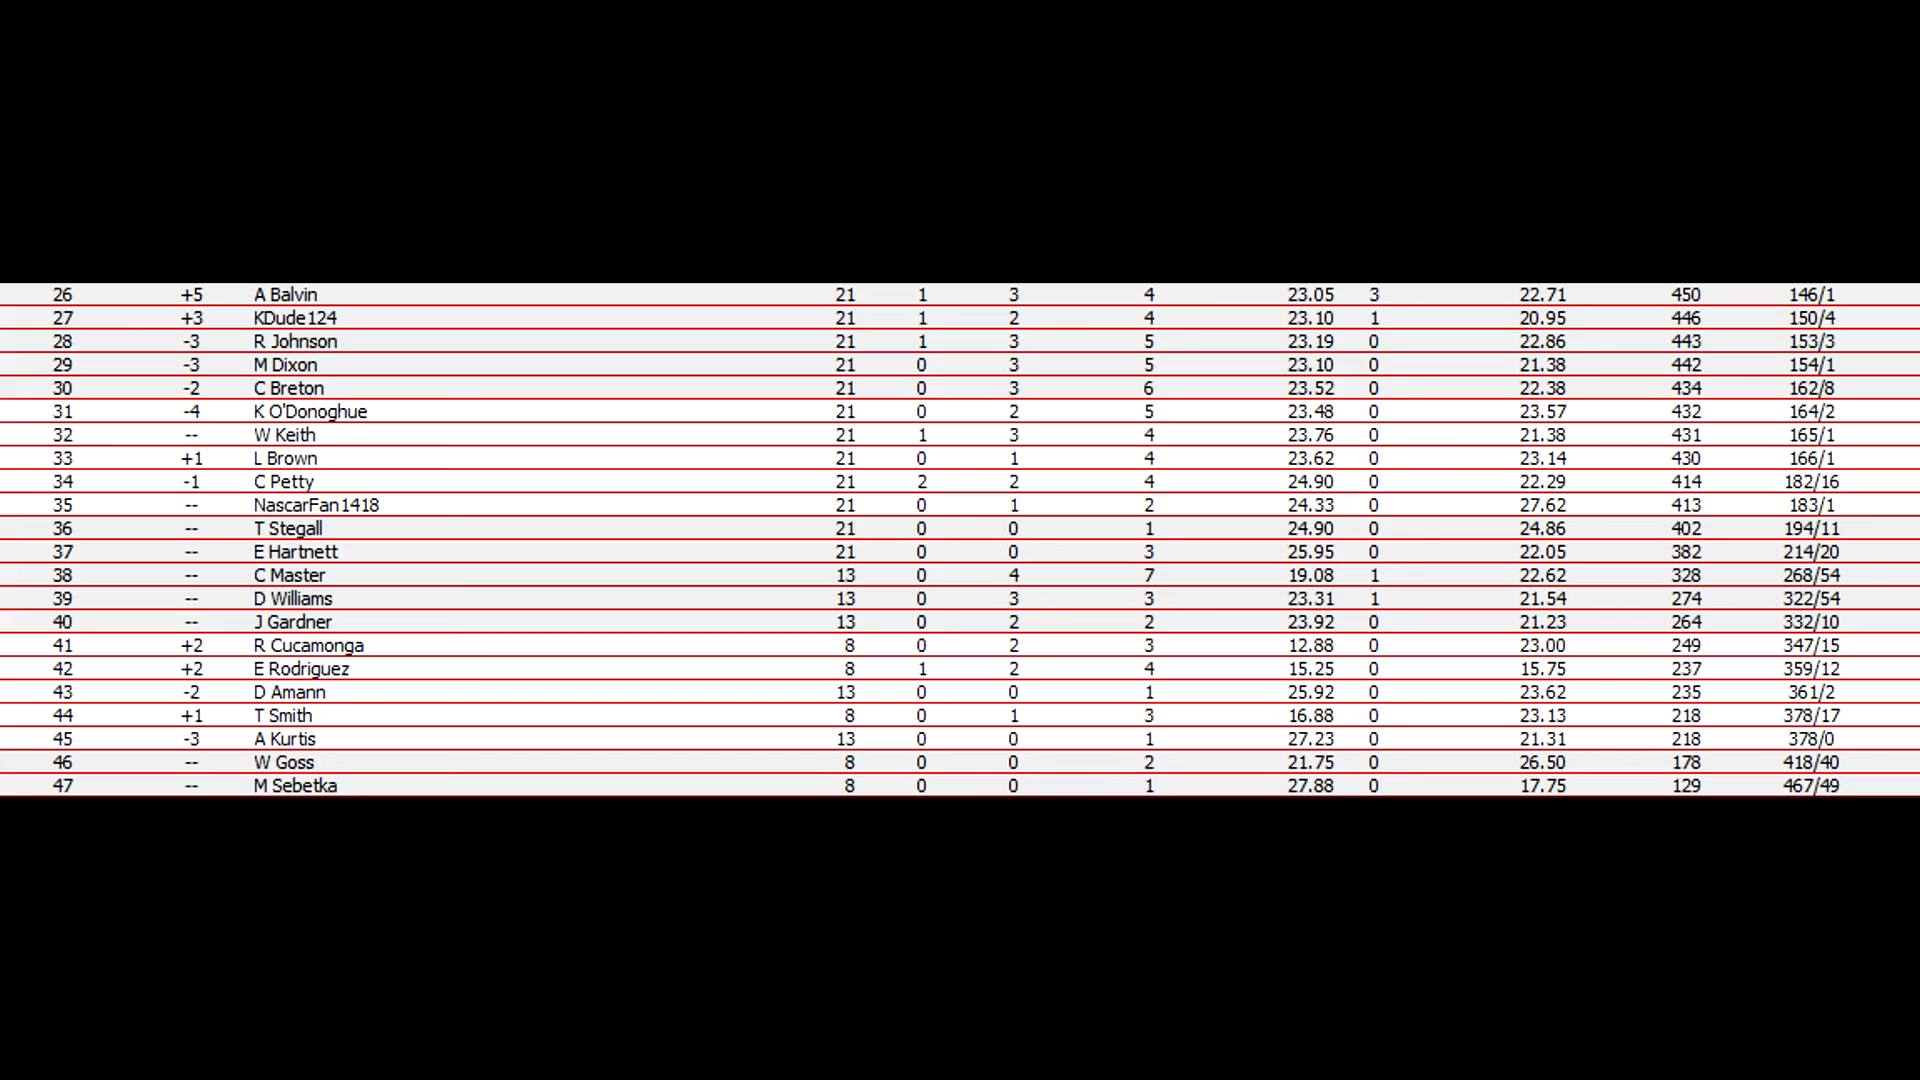 26 +5 A Balvin 21 1 3 4 23.05 3 22.71 450 146/1
27 +3 KDude124 21 1 2 4 23.10 1 20.95 446 150/4
28 -3 R Johnson 21 1 3 5 23.19 0 22.86 443 153/3
29 -3 M Dixon 21 0 3 5 23.10 0 21.38 442 154/1
30 -2 C Breton 21 0 3 6 23.52 0 22.38 434 162/8
31 -4 K O'Donoghue 21 0 2 5 23.48 0 23.57 432 164/2
32 -- W Keith 21 1 3 4 23.76 0 21.38 431 165/1
33 +1 L Brown 21 0 1 4 23.62 0 23.14 430 166/1
34 -1 C Petty 21 2 2 4 24.90 0 22.29 414 182/16
35 -- NascarFan1418 21 0 1 2 24.33 0 27.62 413 183/1
36 -- T Stegall 21 0 0 1 24.90 0 24.86 402 194/11
37 -- E Hartnett 21 0 0 3 25.95 0 22.05 382 214/20
38 -- C Master 13 0 4 7 19.08 1 22.62 328 268/54
39 -- D Williams 13 0 3 3 23.31 1 21.54 274 322/54
40 -- J Gardner 13 0 2 2 23.92 0 21.23 264 332/10
41 +2 R Cucamonga 8 0 2 3 12.88 0 23.00 249 347/15
42 +2 E Rodriguez 8 1 2 4 15.25 0 15.75 237 359/12
43 -2 D Amann 13 0 0 1 25.92 0 23.62 235 361/2
44 +1 T Smith 8 0 1 3 16.88 0 23.13 218 378/17
45 -3 A Kurtis 13 0 0 1 27.23 0 21.31 218 378/0
46 -- W Goss 8 0 0 2 21.75 0 26.50 178 418/40
47 -- M Sebetka 8 0 0 1 27.88 0 17.75 129 467/49